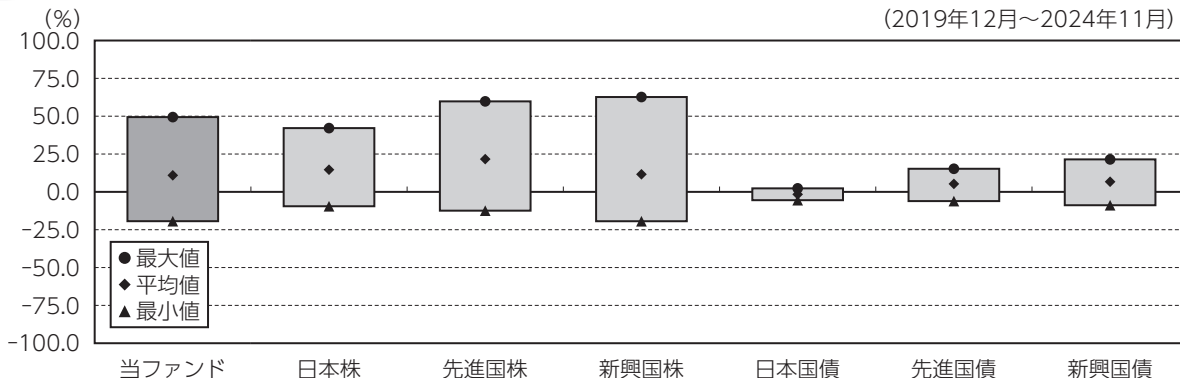 (%)
(2019年12月～2024年11月)
100.0
75.0
50.0
25.0
0.0
-25.0
-50.0
-75.0
-100.0
●最大値
◆平均値
▲最小値
当ファンド 日本株 先進国株 新興国株 日本国債 先進国債 新興国債